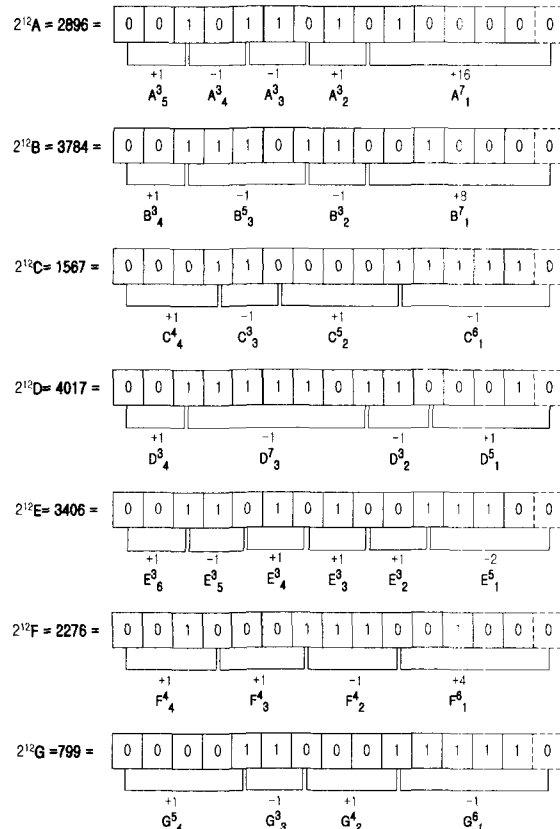 2¹²A = 2896 = 0 0 1 0 1 1 0 1 0 1 0 0 0 0 0
+1 −1 −1 +1 +16
A³₅ A³₄ A³₃ A³₂ A⁷₁
2¹²B = 3784 = 0 0 1 1 1 0 1 1 0 0 1 0 0 0 0
+1 −1 −1 +8
B³₄ B⁵₃ B³₂ B⁷₁
2¹²C= 1567 = 0 0 0 1 1 0 0 0 0 1 1 1 1 1 0
+1 −1 +1 −1
C⁴₄ C³₃ C⁵₂ C⁶₁
2¹²D= 4017 = 0 0 1 1 1 1 1 0 1 1 0 0 0 1 0
+1 −1 −1 +1
D³₄ D⁷₃ D³₂ D⁵₁
2¹²E= 3406 = 0 0 1 1 0 1 0 1 0 0 1 1 1 0 0
+1 −1 +1 +1 +1 −2
E³₆ E³₅ E³₄ E³₃ E³₂ E⁵₁
2¹²F = 2276 = 0 0 1 0 0 0 1 1 1 0 0 1 0 0 0
+1 +1 −1 +4
F⁴₄ F⁴₃ F⁴₂ F⁶₁
2¹²G =799 = 0 0 0 0 1 1 0 0 0 1 1 1 1 1 0
+1 −1 +1 −1
G⁵₄ G³₃ G⁴₂ G⁶₁